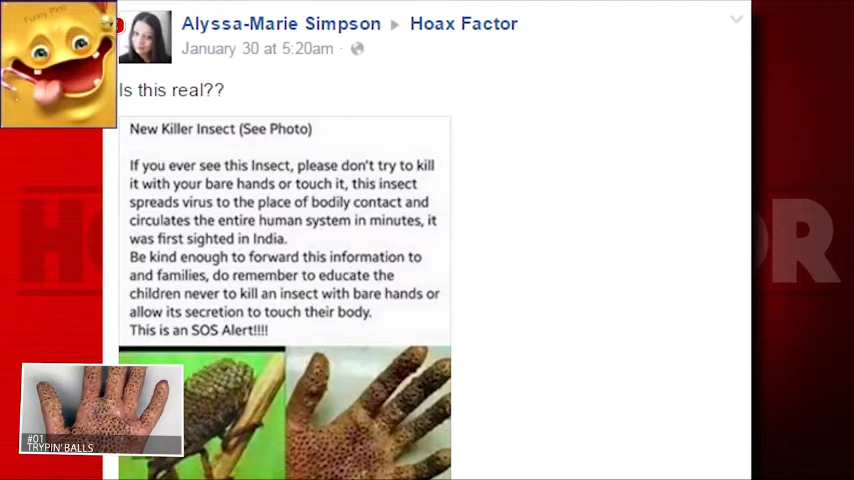 Funny men
Alyssa-Marie Simpson Hoax Factor
January 30 at 5:20am ·
Is this real??
New Killer Insect (See Photo)
If you ever see this Insect, please don't try to kill
it with your bare hands or touch it, this insect
spreads virus to the place of bodily contact and
circulates the entire human system in minutes, it
was first sighted in India.
Be kind enough to forward this information to
and families, do remember to educate the
children never to kill an insect with bare hands or
allow its secretion to touch their body.
This is an SOS Alert!!!!
#01
TRYPIN' BALLS